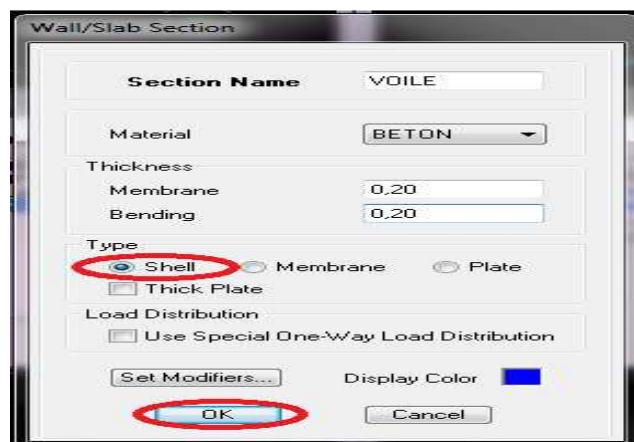 Wall/Slab Section
Section Name VOILE
Material BETON
Thickness
Membrane 0,20
Bending 0,20
Type
Shell Membrane Plate
Thick Plate
Load Distribution
Use Special One-Way Load Distribution
Set Modifiers... Display Color
OK Cancel